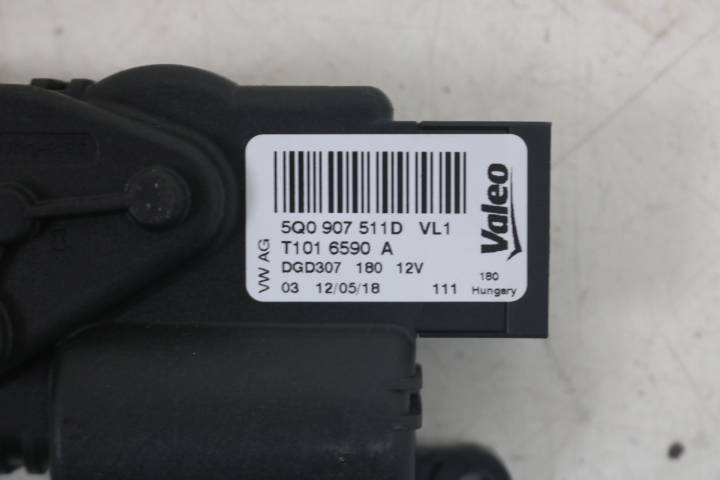 5Q0 907 511D VL1
T101 6590 A
DGD307 180 12V
03 12/05/18 111
VW AG
Valeo
180
Hungary